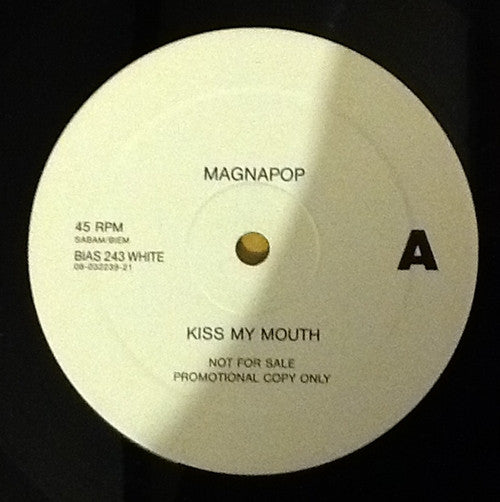 MAGNAPOP
45 RPM
SABAM/BIEM
BIAS 243 WHITE
08-032239-21
A
KISS MY MOUTH
NOT FOR SALE
PROMOTIONAL COPY ONLY